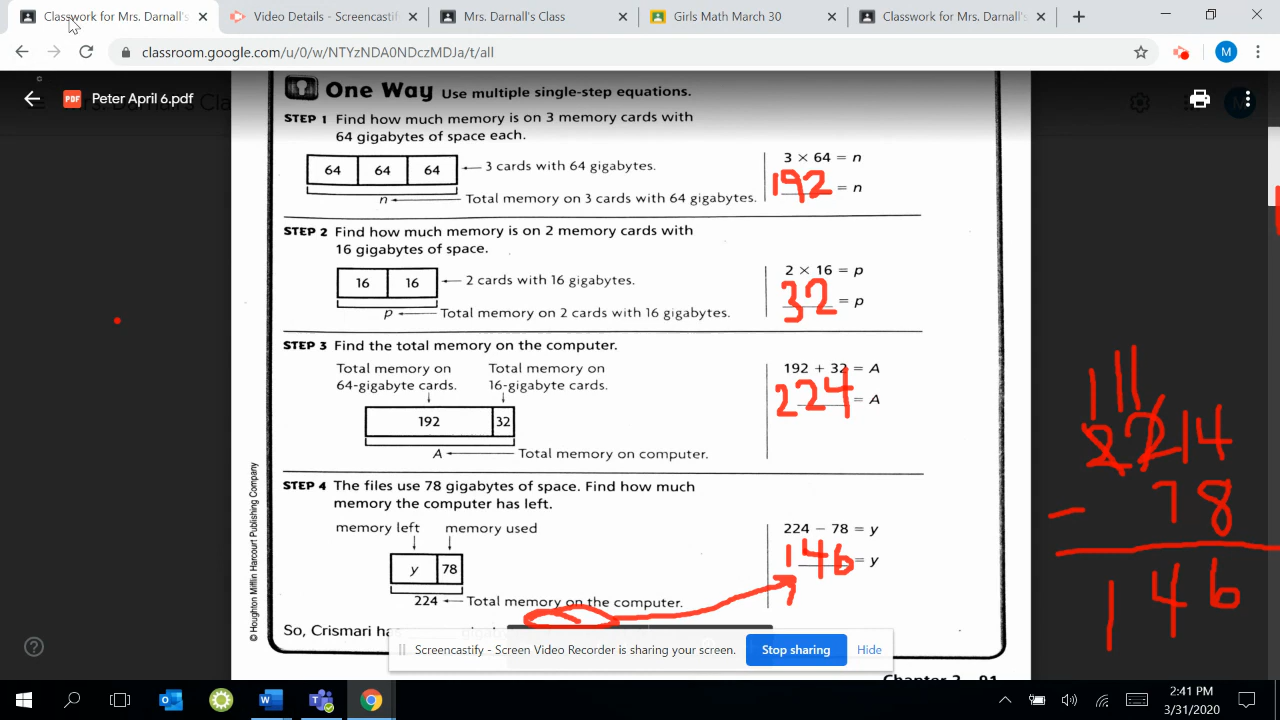 Classwork for Mrs. Darnall's
Video Details - Screencastif
Mrs. Darnall's Class
Girls Math March 30
Classwork for Mrs. Darnall's
classroom.google.com/u/0/w/NTYzNDA0NDczMDJa/t/all
M
PDF Peter April 6.pdf
One Way Use multiple single-step equations.
STEP 1 Find how much memory is on 3 memory cards with
64 gigabytes of space each.
64 64 64
3 cards with 64 gigabytes.
n
Total memory on 3 cards with 64 gigabytes.
3 × 64 = n
192 = n
STEP 2 Find how much memory is on 2 memory cards with
16 gigabytes of space.
16 16
2 cards with 16 gigabytes.
p
Total memory on 2 cards with 16 gigabytes.
2 × 16 = p
32 = p
STEP 3 Find the total memory on the computer.
Total memory on
64-gigabyte cards.
Total memory on
16-gigabyte cards.
192 32
A
Total memory on computer.
192 + 32 = A
224 = A
STEP 4 The files use 78 gigabytes of space. Find how much
memory the computer has left.
memory left memory used
y 78
224
Total memory on the computer.
224 − 78 = y
146 = y
So, Crismari has
© Houghton Mifflin Harcourt Publishing Company
2214
- 78
146
Screencastify - Screen Video Recorder is sharing your screen.
Stop sharing
Hide
2:41 PM
3/31/2020